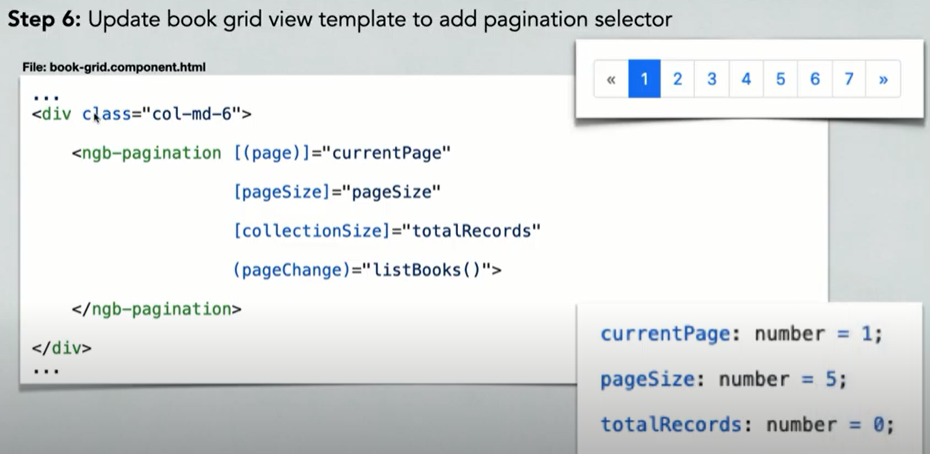 Step 6: Update book grid view template to add pagination selector
File: book-grid.component.html
...
<div class="col-md-6">
<ngb-pagination [(page)]="currentPage"
[pageSize]="pageSize"
[collectionSize]="totalRecords"
(pageChange)="listBooks()">
</ngb-pagination>
</div>
...
« 1 2 3 4 5 6 7 »
currentPage: number = 1;
pageSize: number = 5;
totalRecords: number = 0;